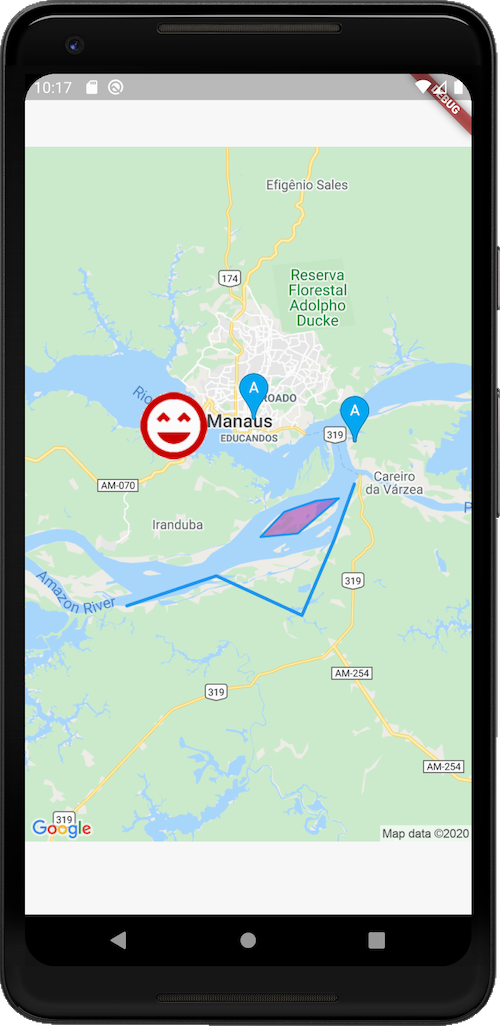 10:17
DEBUG
Efigênio Sales
174
Reserva
Florestal
Adolpho
Ducke
A
ROADO
A
Rio
Manaus
319
EDUCANDOS
Careiro
da Várzea
AM-070
P
Iranduba
Amazon River
319
AM-254
319
AM-254
319
Google
Map data ©2020